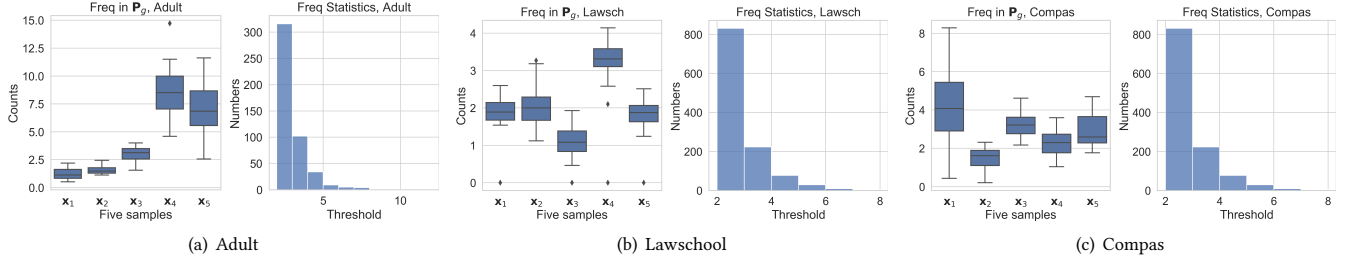 Freq in P_g, Adult
15.0
12.5
10.0
7.5
5.0
2.5
0.0
Counts
x_1 x_2 x_3 x_4 x_5
Five samples
Freq Statistics, Adult
300
250
200
150
100
50
0
Numbers
5 10
Threshold
(a) Adult
Freq in P_g, Lawsch
4
3
2
1
0
Counts
x_1 x_2 x_3 x_4 x_5
Five samples
Freq Statistics, Lawsch
800
600
400
200
0
Numbers
2 4 6 8
Threshold
(b) Lawschool
Freq in P_g, Compas
8
6
4
2
0
Counts
x_1 x_2 x_3 x_4 x_5
Five samples
Freq Statistics, Compas
800
600
400
200
0
Numbers
2 4 6 8
Threshold
(c) Compas